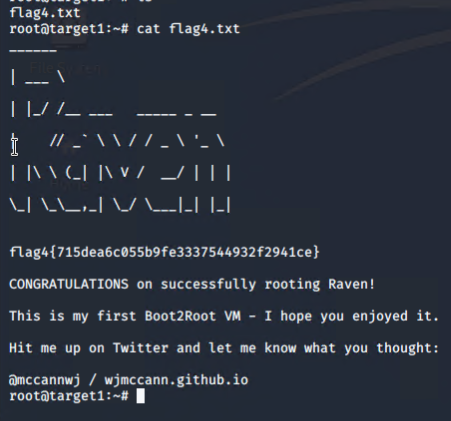 flag4.txt
root@target1:~# cat flag4.txt
______
| ___ \
| |_/ /__ ___   _____ _ __
|    // _` \ \ / / _ \ '_ \
| |\ \ (_| |\ V /  __/ | | |
\_| \_\__,_| \_/ \___|_| |_|
flag4{715dea6c055b9fe3337544932f2941ce}
CONGRATULATIONS on successfully rooting Raven!
This is my first Boot2Root VM - I hope you enjoyed it.
Hit me up on Twitter and let me know what you thought:
@mccannwj / wjmccann.github.io
root@target1:~#